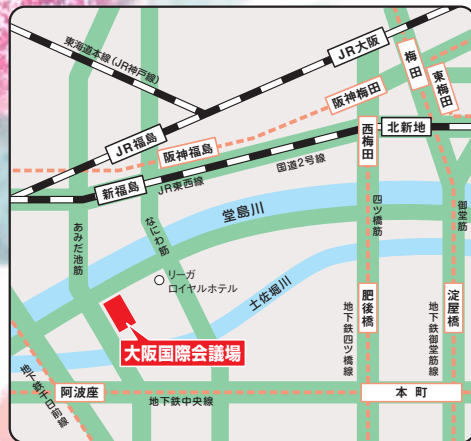 東海道本線(JR神戸線)
JR大阪
梅田
東梅田
阪神梅田
JR福島
阪神福島
西梅田
北新地
新福島
JR東西線
国道2号線
堂島川
四ツ橋筋
御堂筋
あみだ池筋
なにわ筋
リーガ
ロイヤルホテル
土佐堀川
大阪国際会議場
肥後橋
淀屋橋
地下鉄四ツ橋線
地下鉄御堂筋線
地下鉄千日前線
阿波座
地下鉄中央線
本町